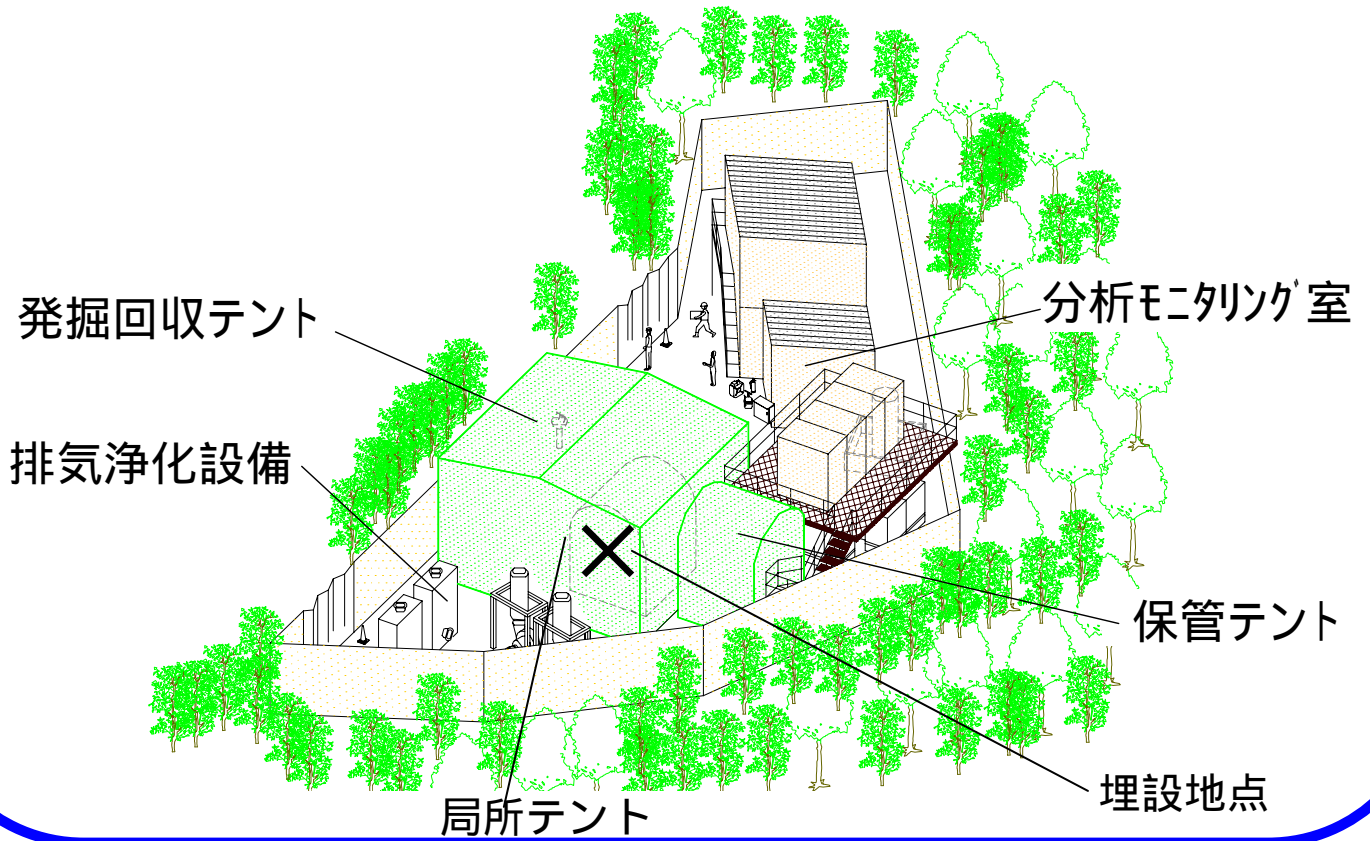 発掘回収テント
分析ﾓﾆﾀﾘﾝｸﾞ室
排気浄化設備
保管テント
埋設地点
局所テント